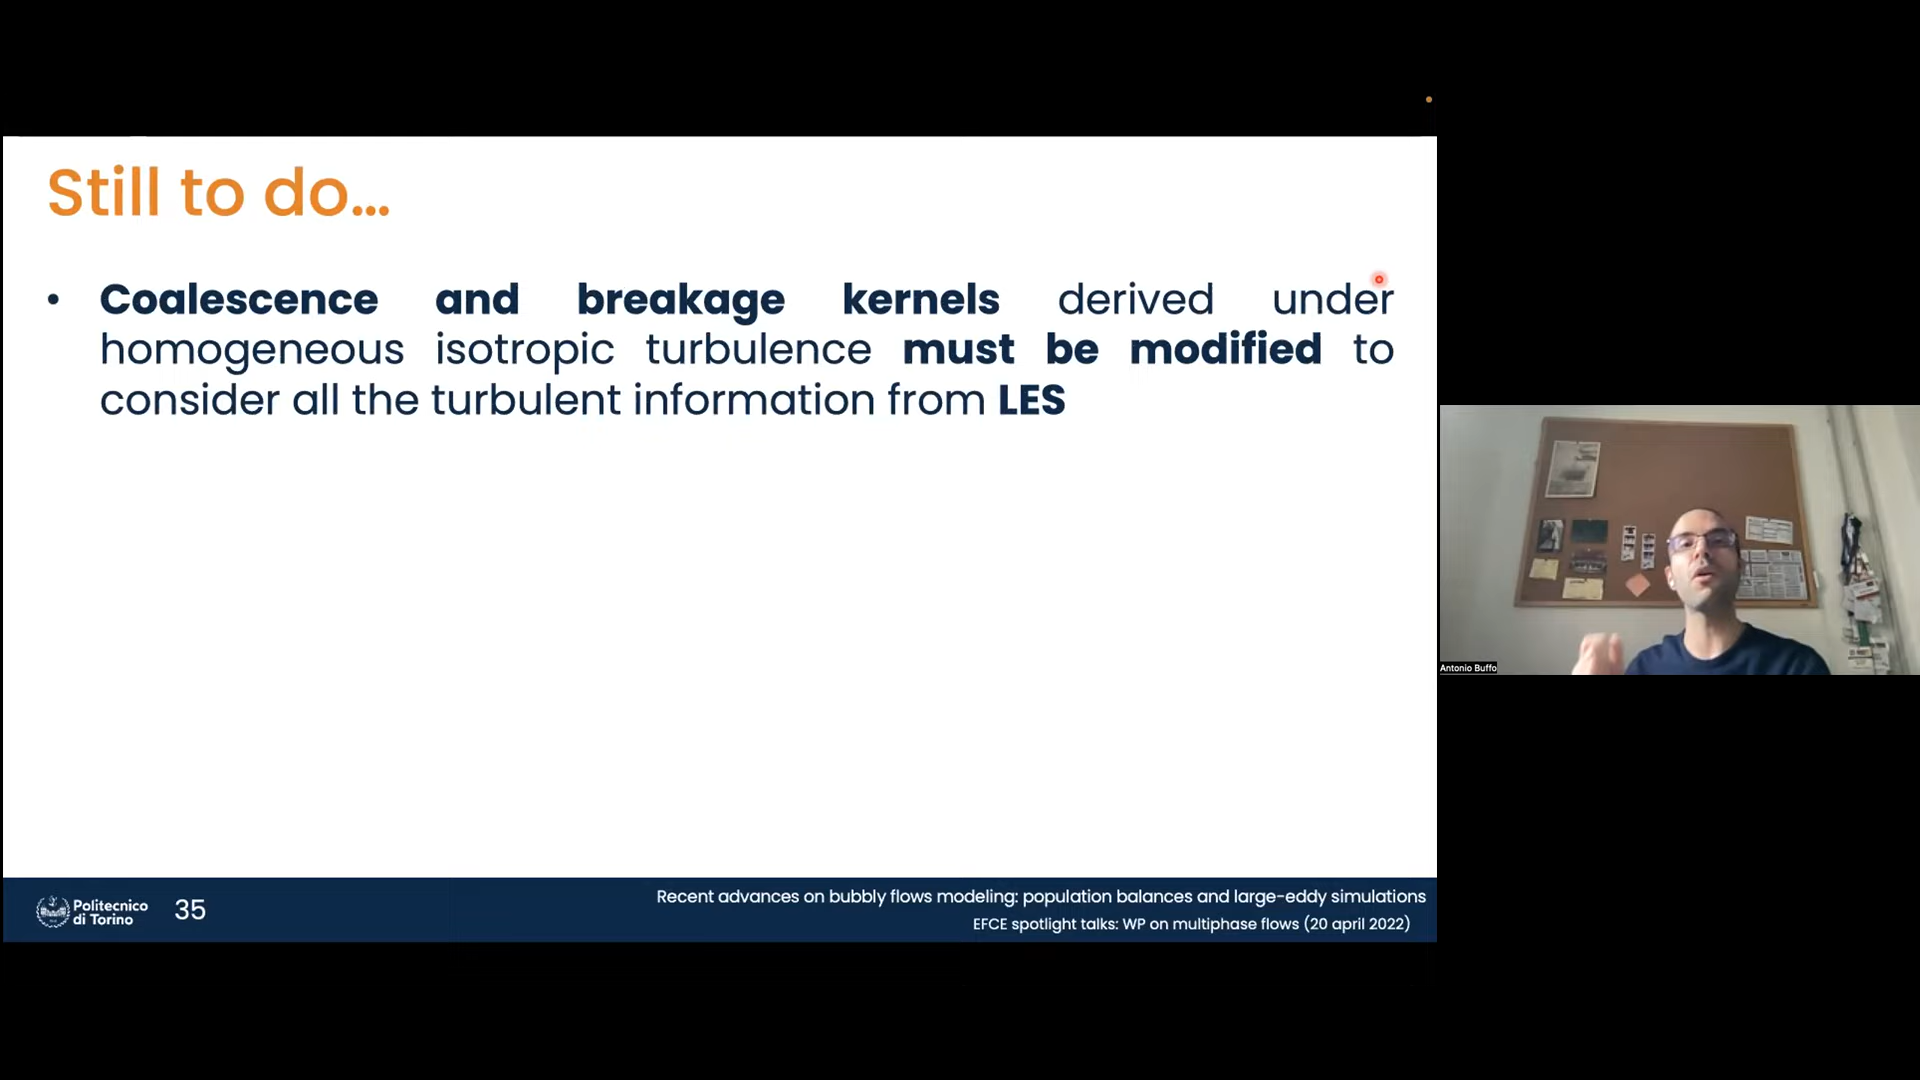 Still to do...
• Coalescence and breakage kernels derived under
homogeneous isotropic turbulence must be modified to
consider all the turbulent information from LES
Politecnico
di Torino
35
Recent advances on bubbly flows modeling: population balances and large-eddy simulations
EFCE spotlight talks: WP on multiphase flows (20 april 2022)
Antonio Buffo